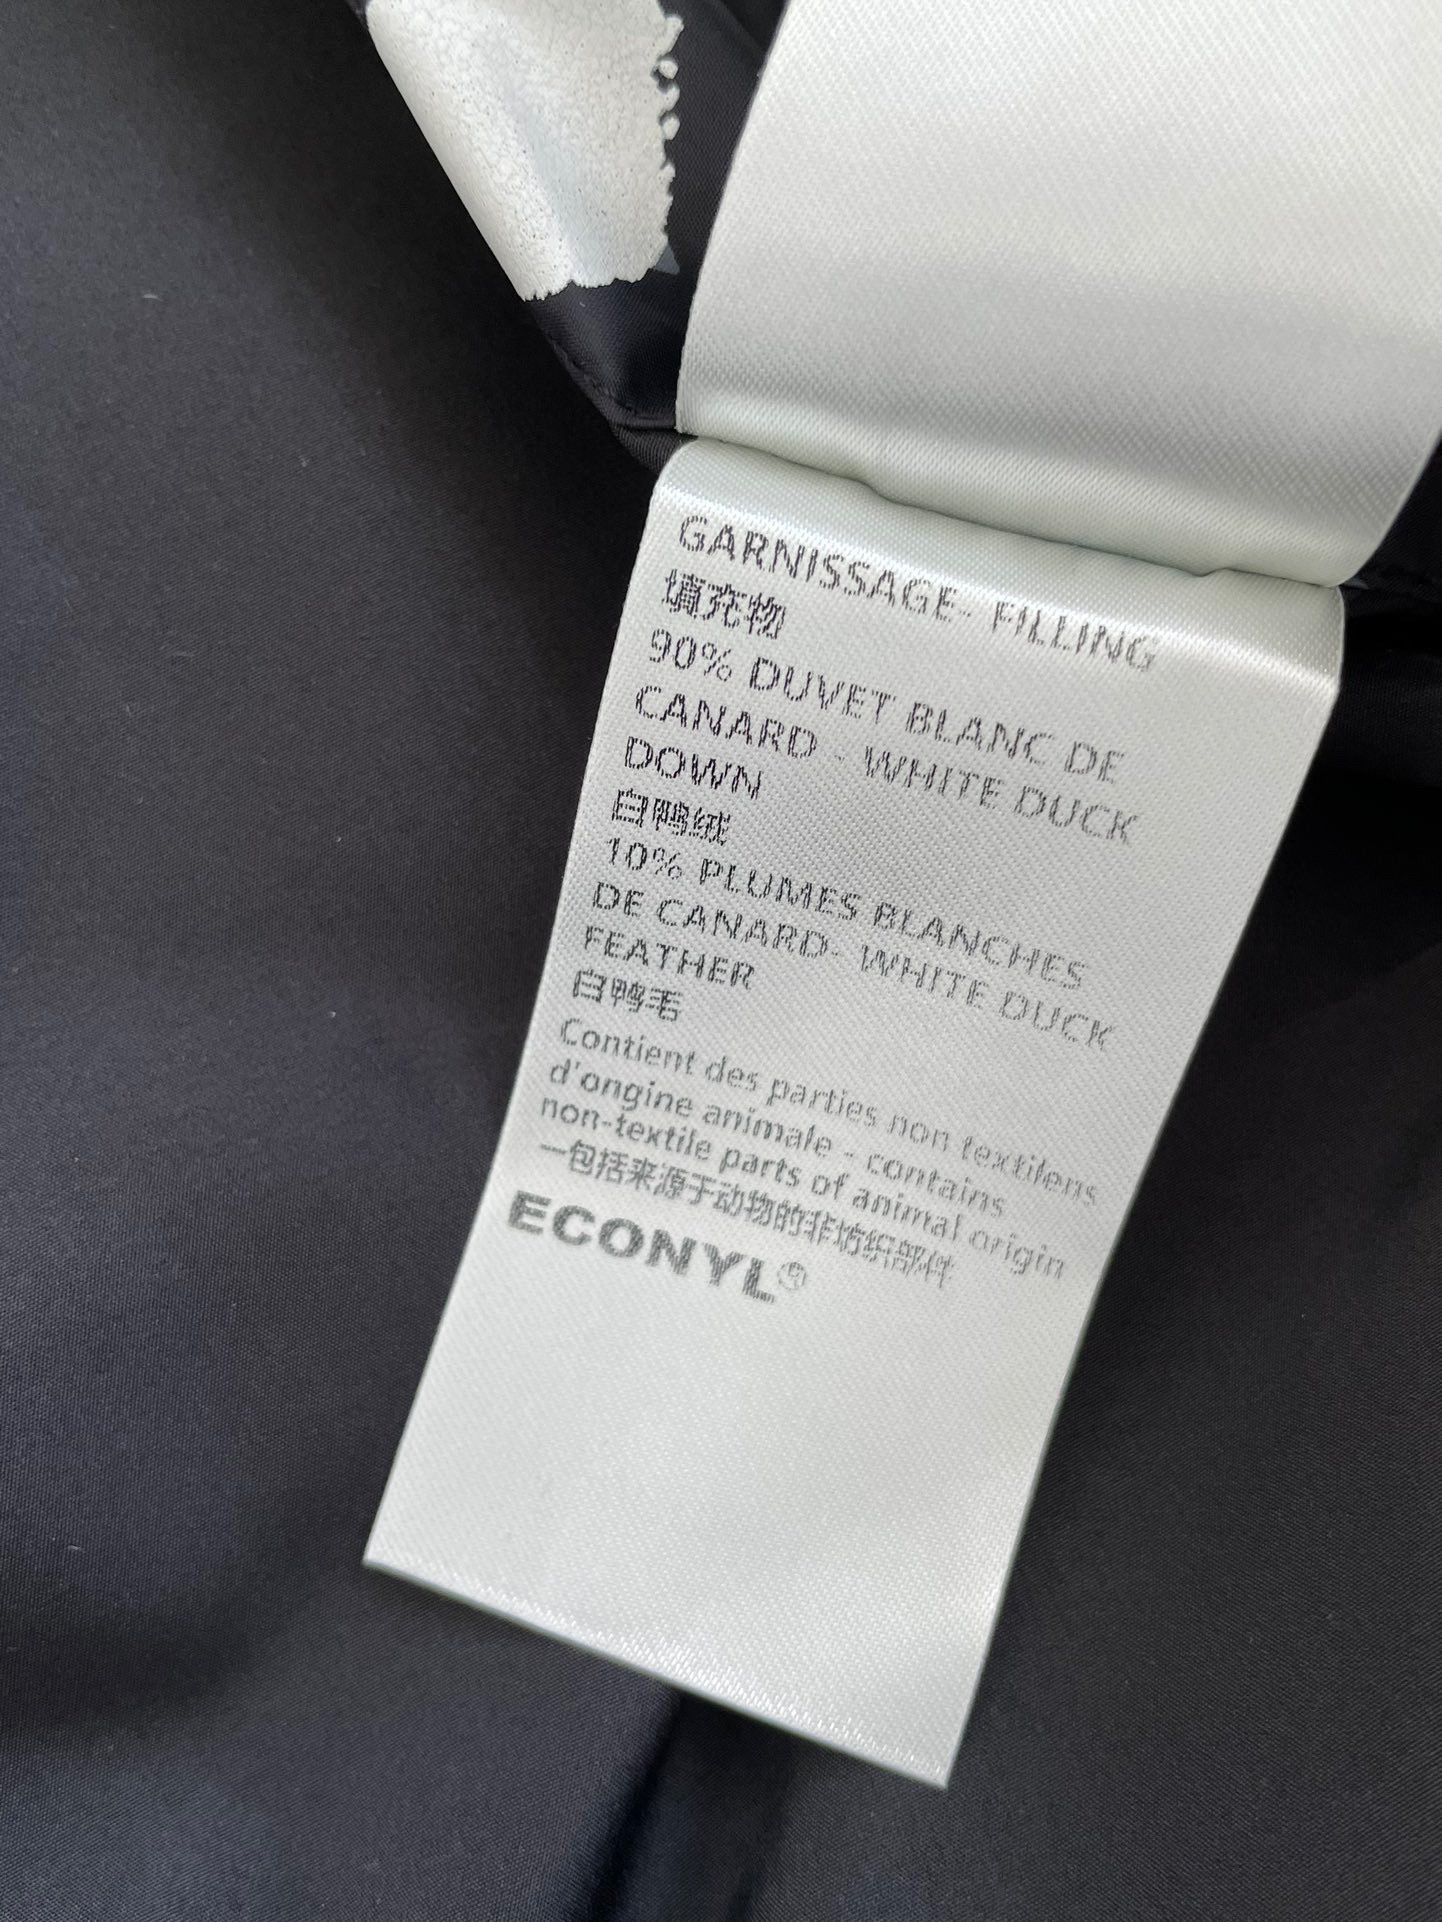 GARNISSAGE- FILLING
填充物
90% DUVET BLANC DE
CANARD - WHITE DUCK
DOWN
白鸭绒
10% PLUMES BLANCHES
DE CANARD- WHITE DUCK
FEATHER
白鸭毛
Contient des parties non textilens
d'ongine animale - contains
non-textile parts of animal origin
一包括来源于动物的非纺织部件
ECONYL®